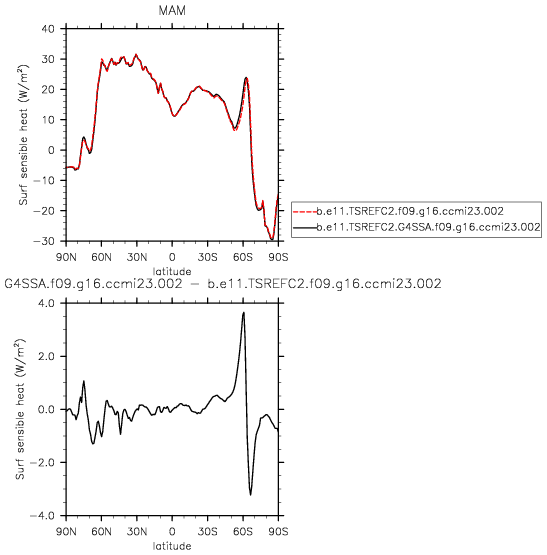 MAM
40
30
20
10
0
−10
−20
−30
Surf sensible heat (W/m²)
90N 60N 30N 0 30S 60S 90S
latitude
b.e11.TSREFC2.f09.g16.ccmi23.002
b.e11.TSREFC2.G4SSA.f09.g16.ccmi23.002
G4SSA.f09.g16.ccmi23.002 − b.e11.TSREFC2.f09.g16.ccmi23.002
4.0
2.0
0.0
−2.0
−4.0
Surf sensible heat (W/m²)
90N 60N 30N 0 30S 60S 90S
latitude